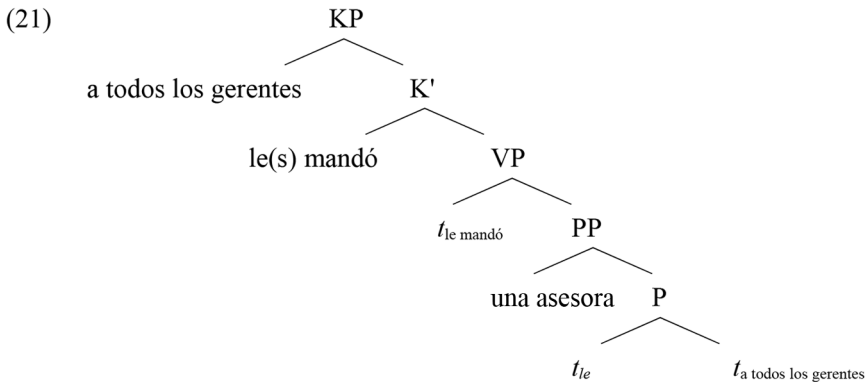 (21) KP
a todos los gerentes K'
le(s) mandó VP
t le mandó PP
una asesora P
t le t a todos los gerentes